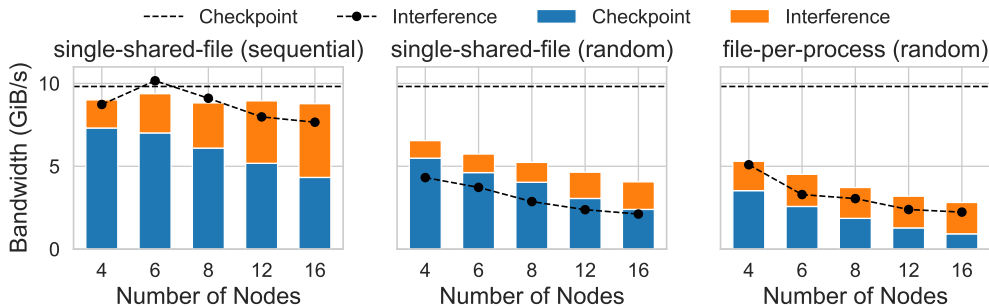 Checkpoint Interference Checkpoint Interference
single-shared-file (sequential) single-shared-file (random) file-per-process (random)
Bandwidth (GiB/s)
10
5
0
4 6 8 12 16 4 6 8 12 16 4 6 8 12 16
Number of Nodes Number of Nodes Number of Nodes